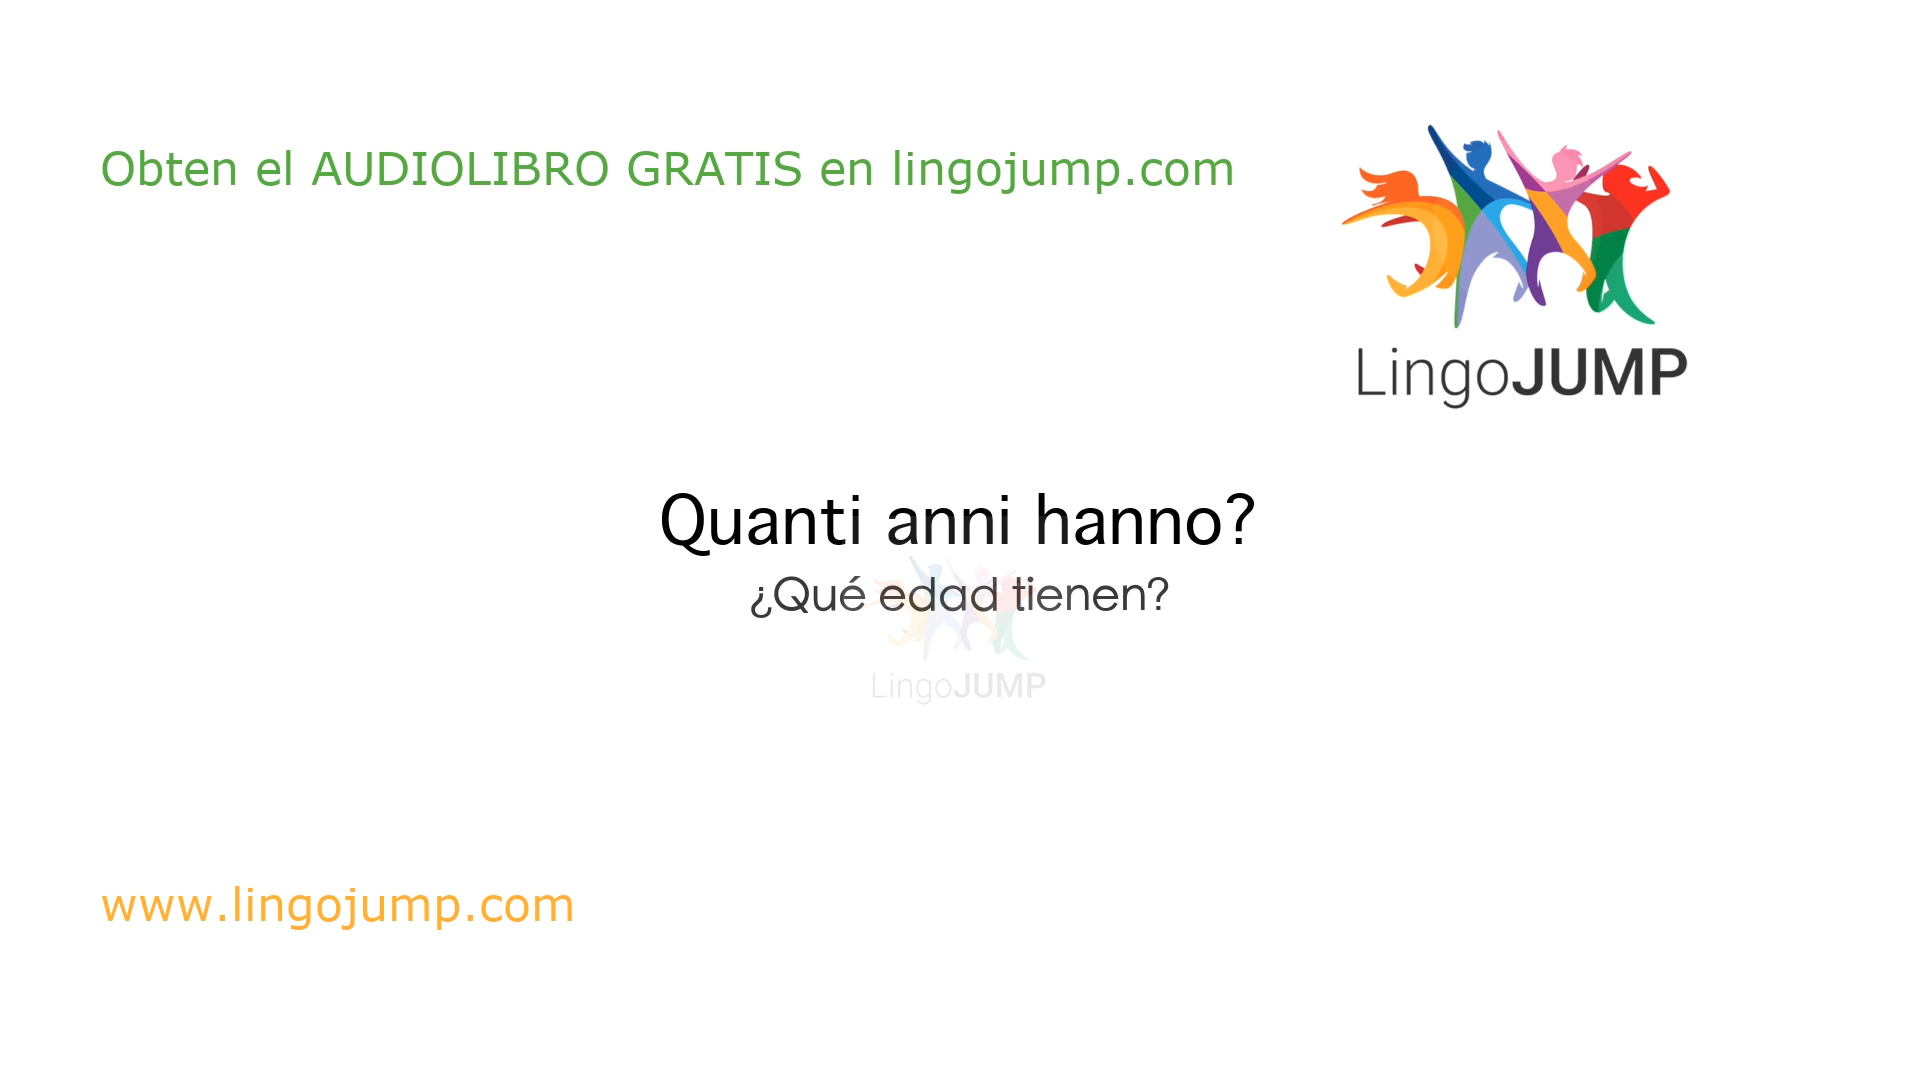 Obten el AUDIOLIBRO GRATIS en lingojump.com
LingoJUMP
Quanti anni hanno?
¿Qué edad tienen?
LingoJUMP
www.lingojump.com